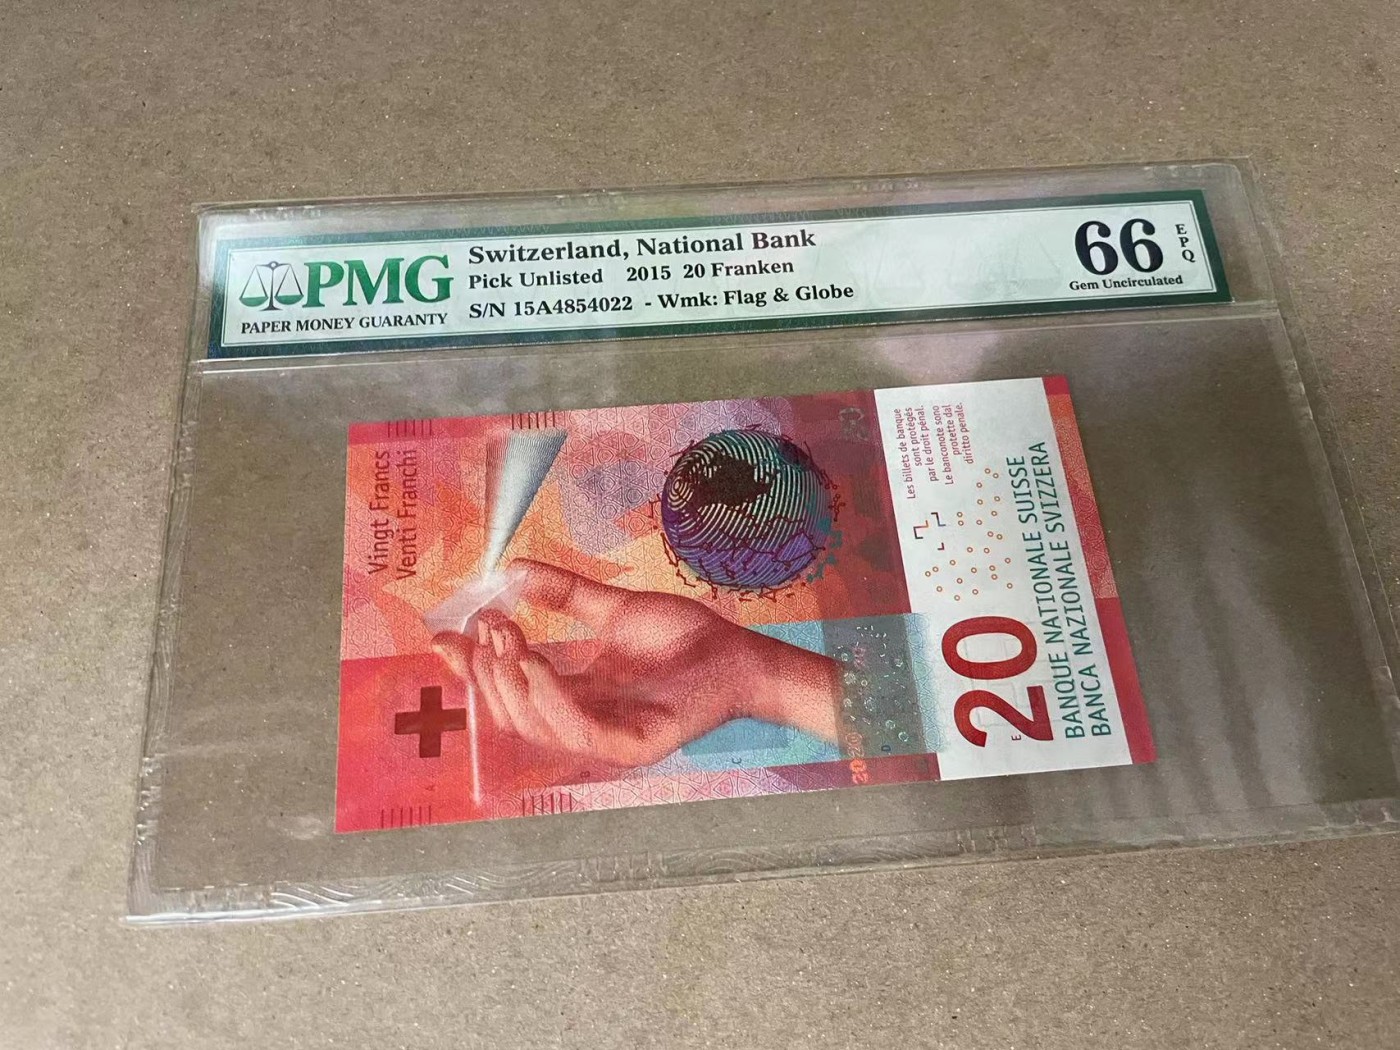 PMG
PAPER MONEY GUARANTY
Switzerland, National Bank
Pick Unlisted 2015 20 Franken
S/N 15A4854022 - Wmk: Flag & Globe
66
EPQ
Gem Uncirculated
Vingt Francs
Venti Franchi
Les billets de banque
sont protégés
par le droit pénal.
Le banconote sono
protette dal
diritto penale.
20
BANQUE NATIONALE SUISSE
BANCA NAZIONALE SVIZZERA
A
B
C
D
E